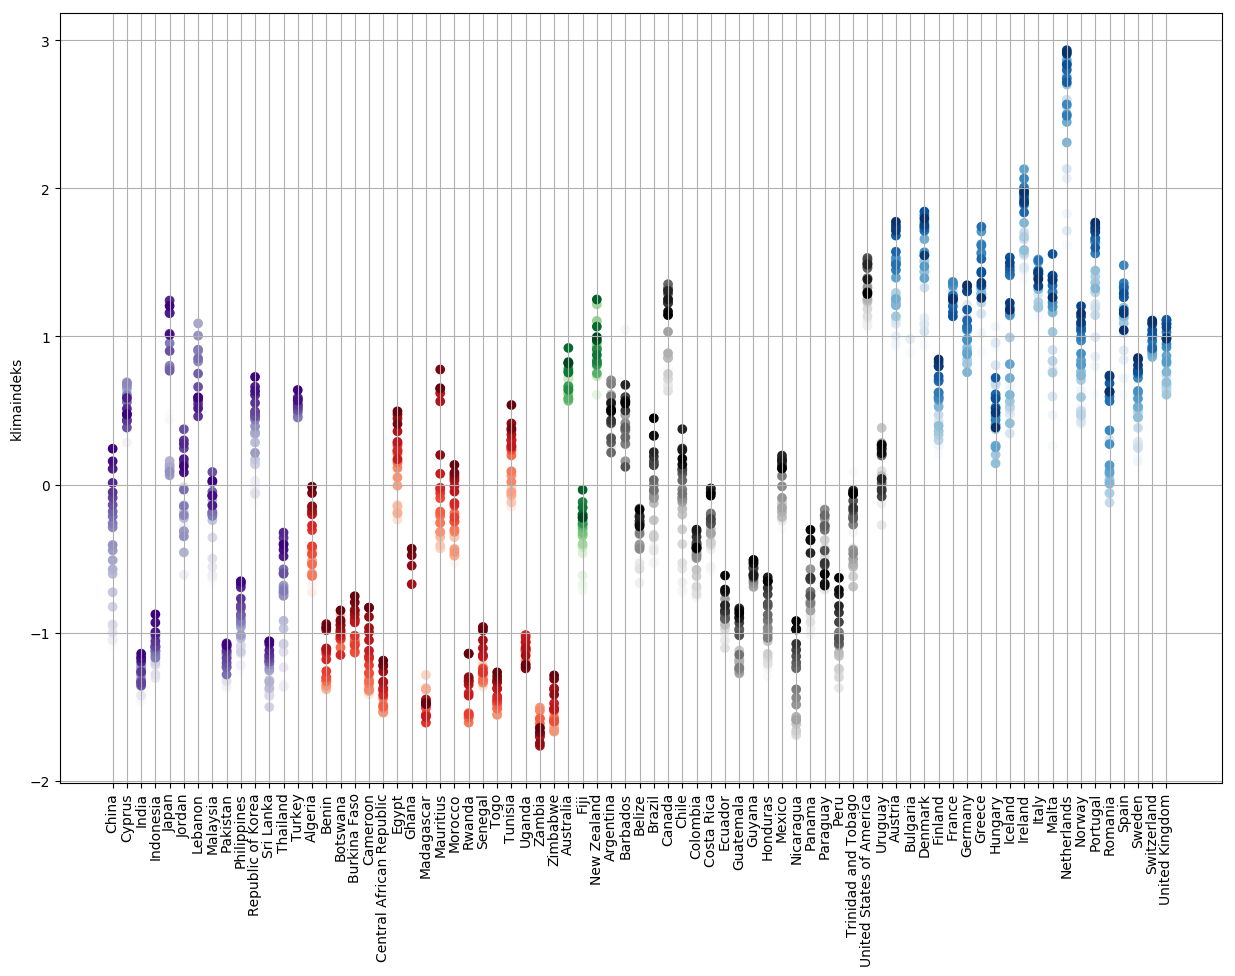 3
2
1
0
−1
−2
klimaindeks
China
Cyprus
India
Indonesia
Japan
Jordan
Lebanon
Malaysia
Pakistan
Philippines
Republic of Korea
Sri Lanka
Thailand
Turkey
Algeria
Benin
Botswana
Burkina Faso
Cameroon
Central African Republic
Egypt
Ghana
Madagascar
Mauritius
Morocco
Rwanda
Senegal
Togo
Tunisia
Uganda
Zambia
Zimbabwe
Australia
Fiji
New Zealand
Argentina
Barbados
Belize
Brazil
Canada
Chile
Colombia
Costa Rica
Ecuador
Guatemala
Guyana
Honduras
Mexico
Nicaragua
Panama
Paraguay
Peru
Trinidad and Tobago
United States of America
Uruguay
Austria
Bulgaria
Denmark
Finland
France
Germany
Greece
Hungary
Iceland
Ireland
Italy
Malta
Netherlands
Norway
Portugal
Romania
Spain
Sweden
Switzerland
United Kingdom